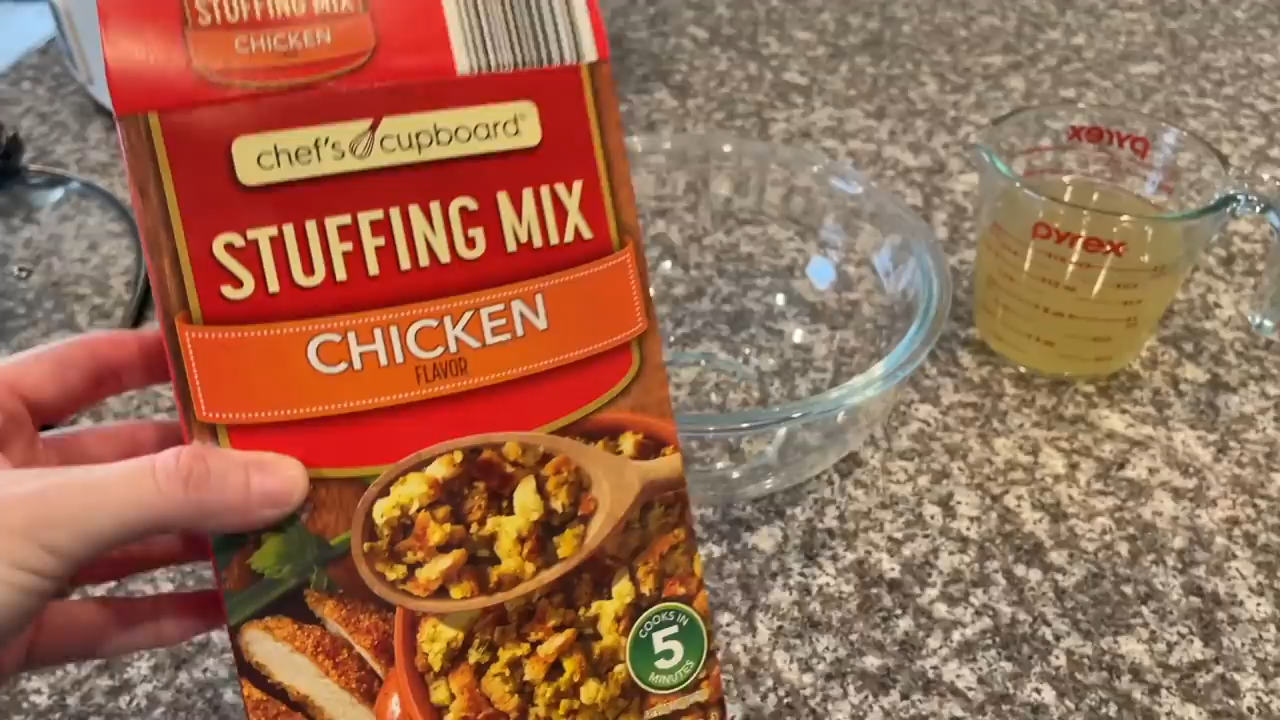 STUFFING MIX
CHICKEN
chef's cupboard
STUFFING MIX
CHICKEN
FLAVOR
COOKS IN
5
MINUTES
pyrex
pyrex